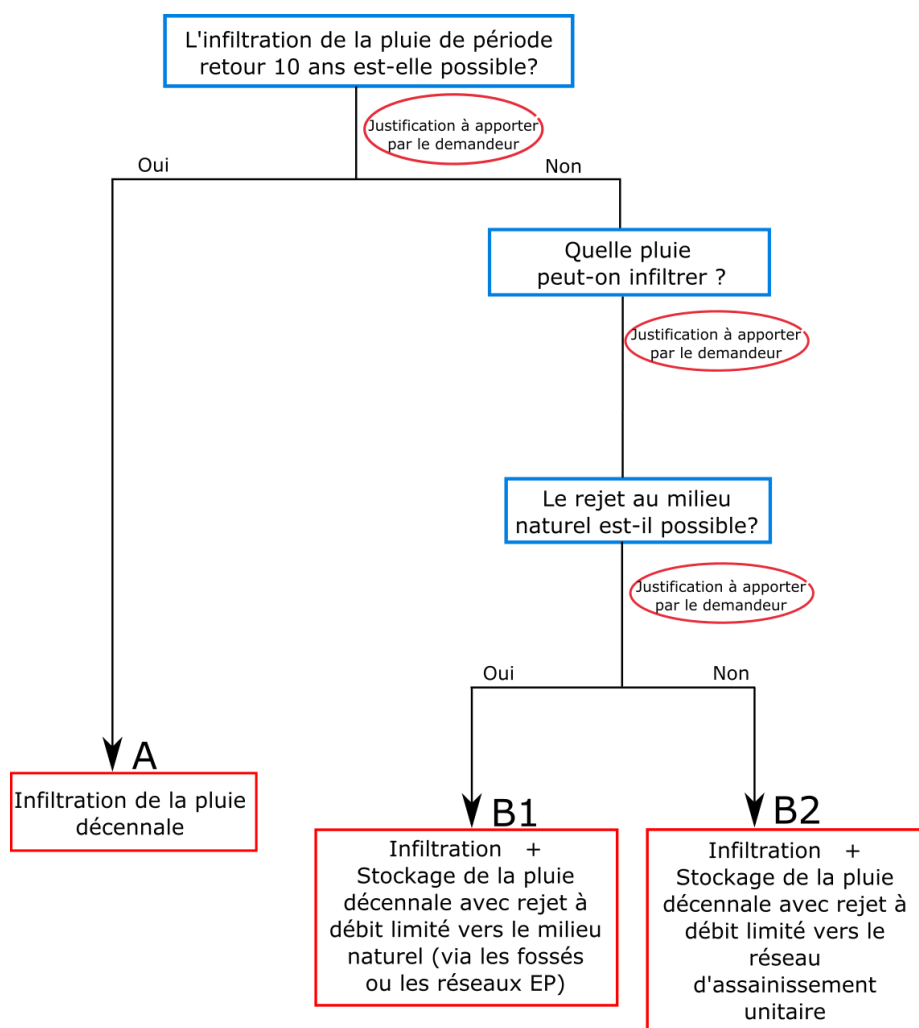 L'infiltration de la pluie de période
retour 10 ans est-elle possible?
Justification à apporter
par le demandeur
Oui
Non
Quelle pluie
peut-on infiltrer ?
Justification à apporter
par le demandeur
Le rejet au milieu
naturel est-il possible?
Justification à apporter
par le demandeur
Oui
Non
A
Infiltration de la pluie
décennale
B1
Infiltration +
Stockage de la pluie
décennale avec rejet à
débit limité vers le milieu
naturel (via les fossés
ou les réseaux EP)
B2
Infiltration +
Stockage de la pluie
décennale avec rejet à
débit limité vers le
réseau
d'assainissement
unitaire